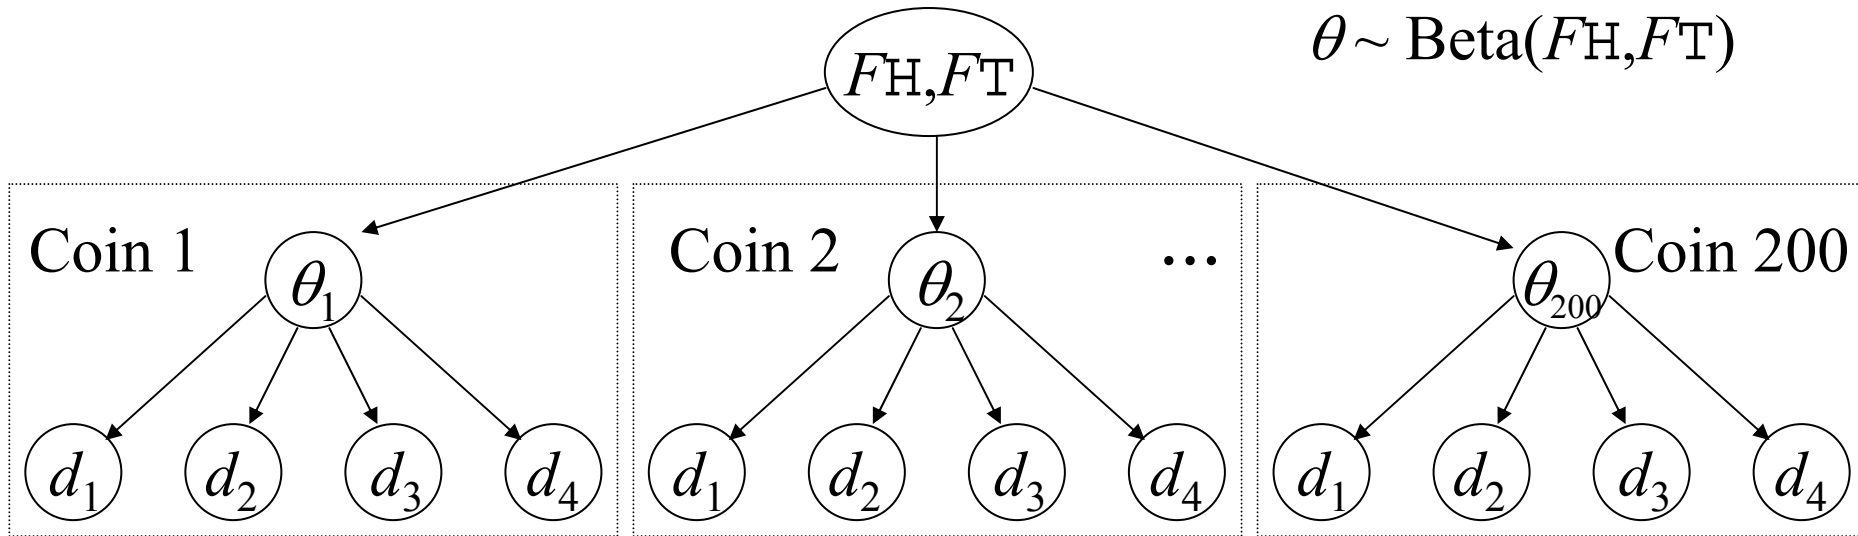 FH,FT
θ ~ Beta(FH,FT)
Coin 1
θ1
Coin 2
θ2
...
θ200
Coin 200
d1 d2 d3 d4
d1 d2 d3 d4
d1 d2 d3 d4